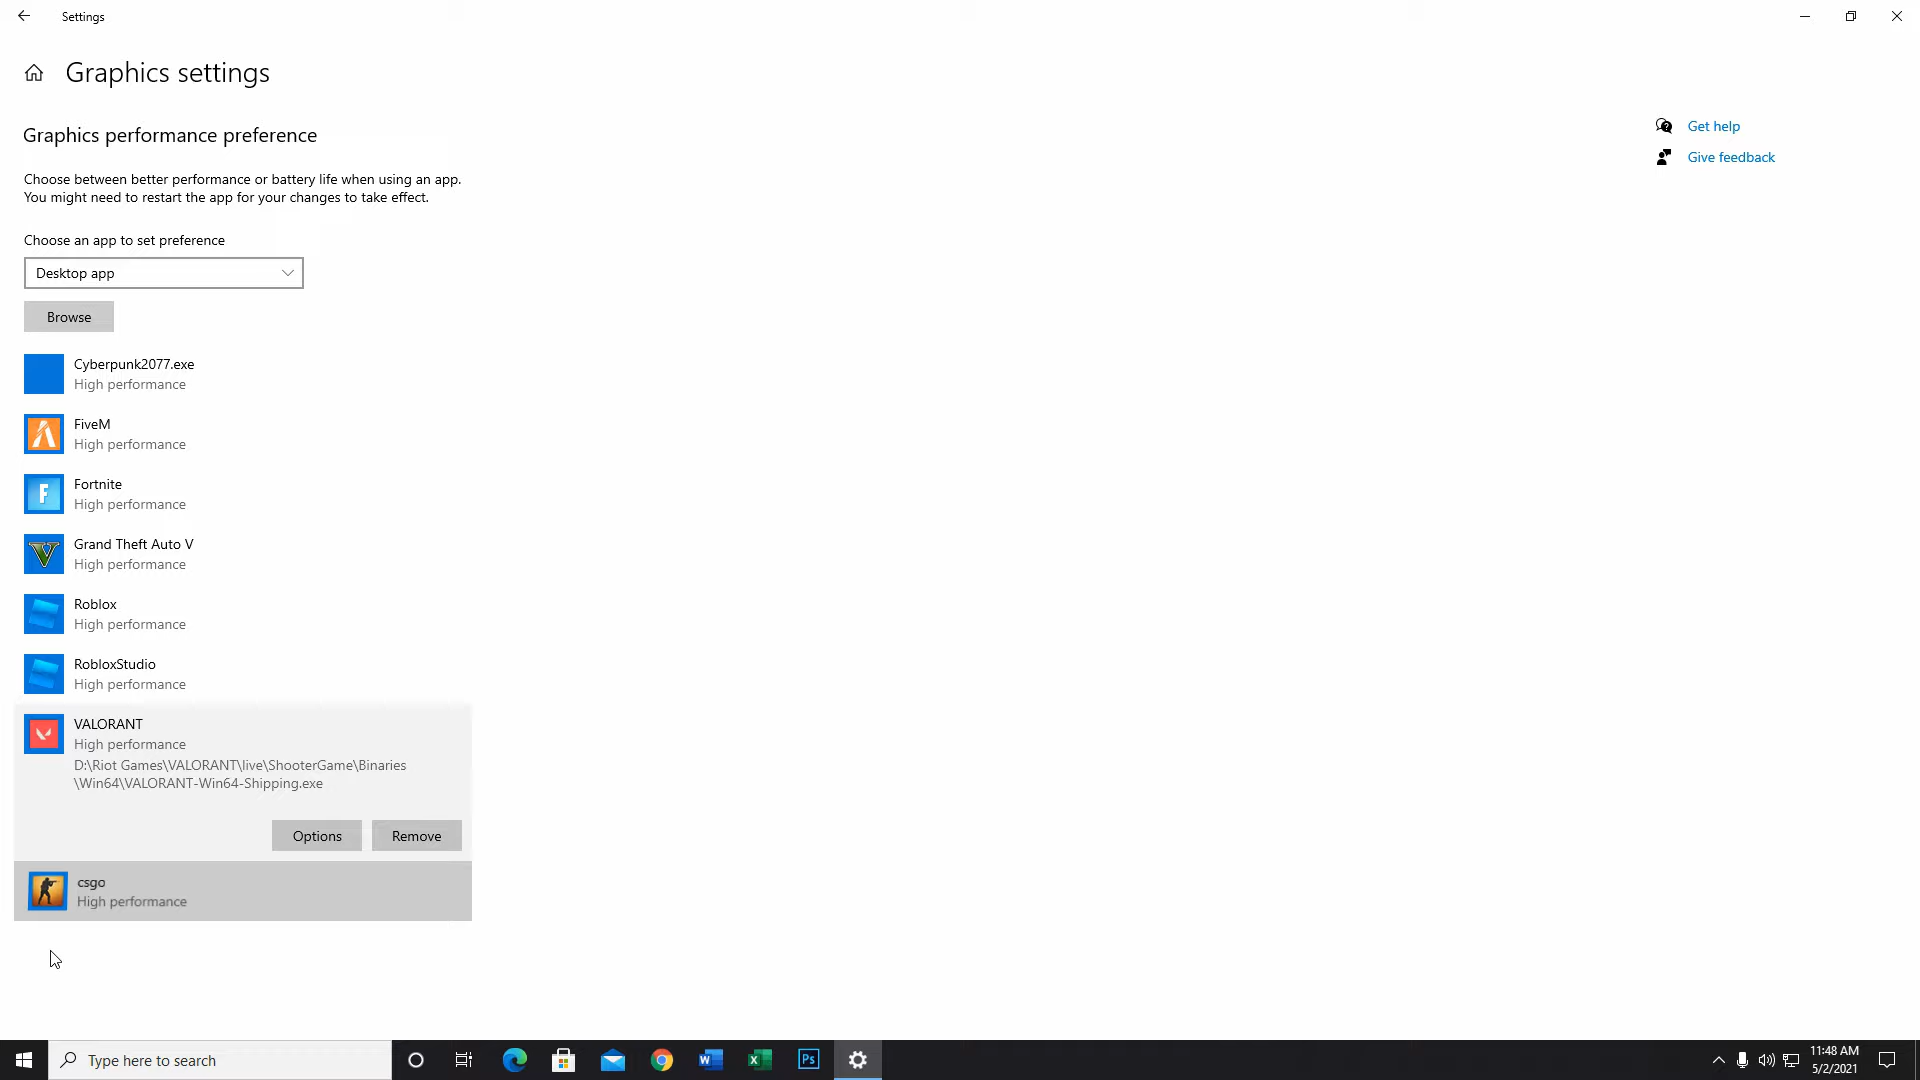 Settings
Graphics settings
Graphics performance preference
Choose between better performance or battery life when using an app.
You might need to restart the app for your changes to take effect.
Choose an app to set preference
Desktop app
Browse
Cyberpunk2077.exe
High performance
FiveM
High performance
Fortnite
High performance
Grand Theft Auto V
High performance
Roblox
High performance
RobloxStudio
High performance
VALORANT
High performance
D:\Riot Games\VALORANT\live\ShooterGame\Binaries
\Win64\VALORANT-Win64-Shipping.exe
Options
Remove
csgo
High performance
Get help
Give feedback
Type here to search
11:48 AM
5/2/2021